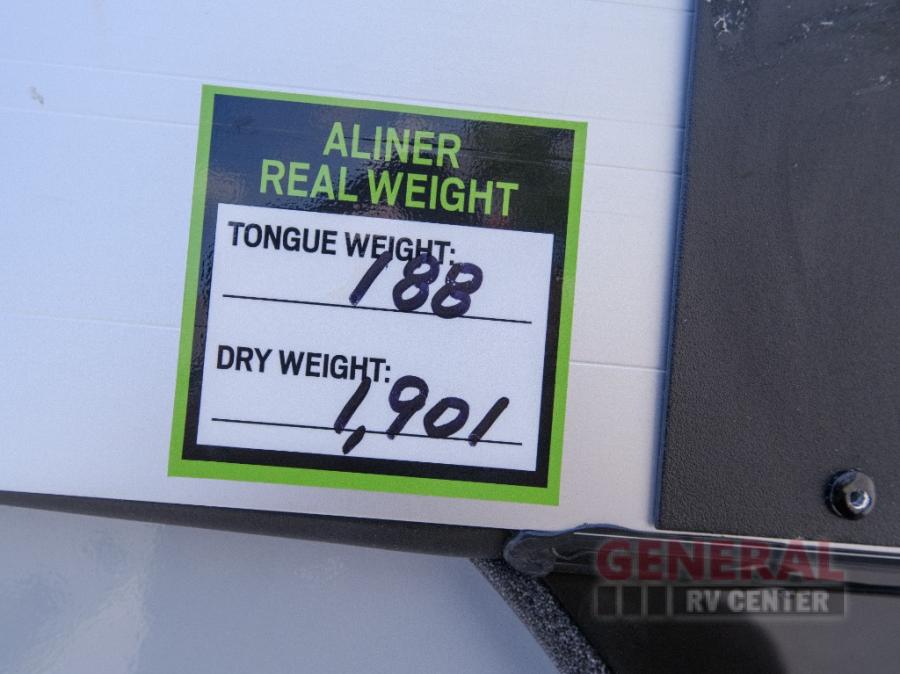 ALINER
REAL WEIGHT
TONGUE WEIGHT:
188
DRY WEIGHT:
1,901
GENERAL
RV CENTER